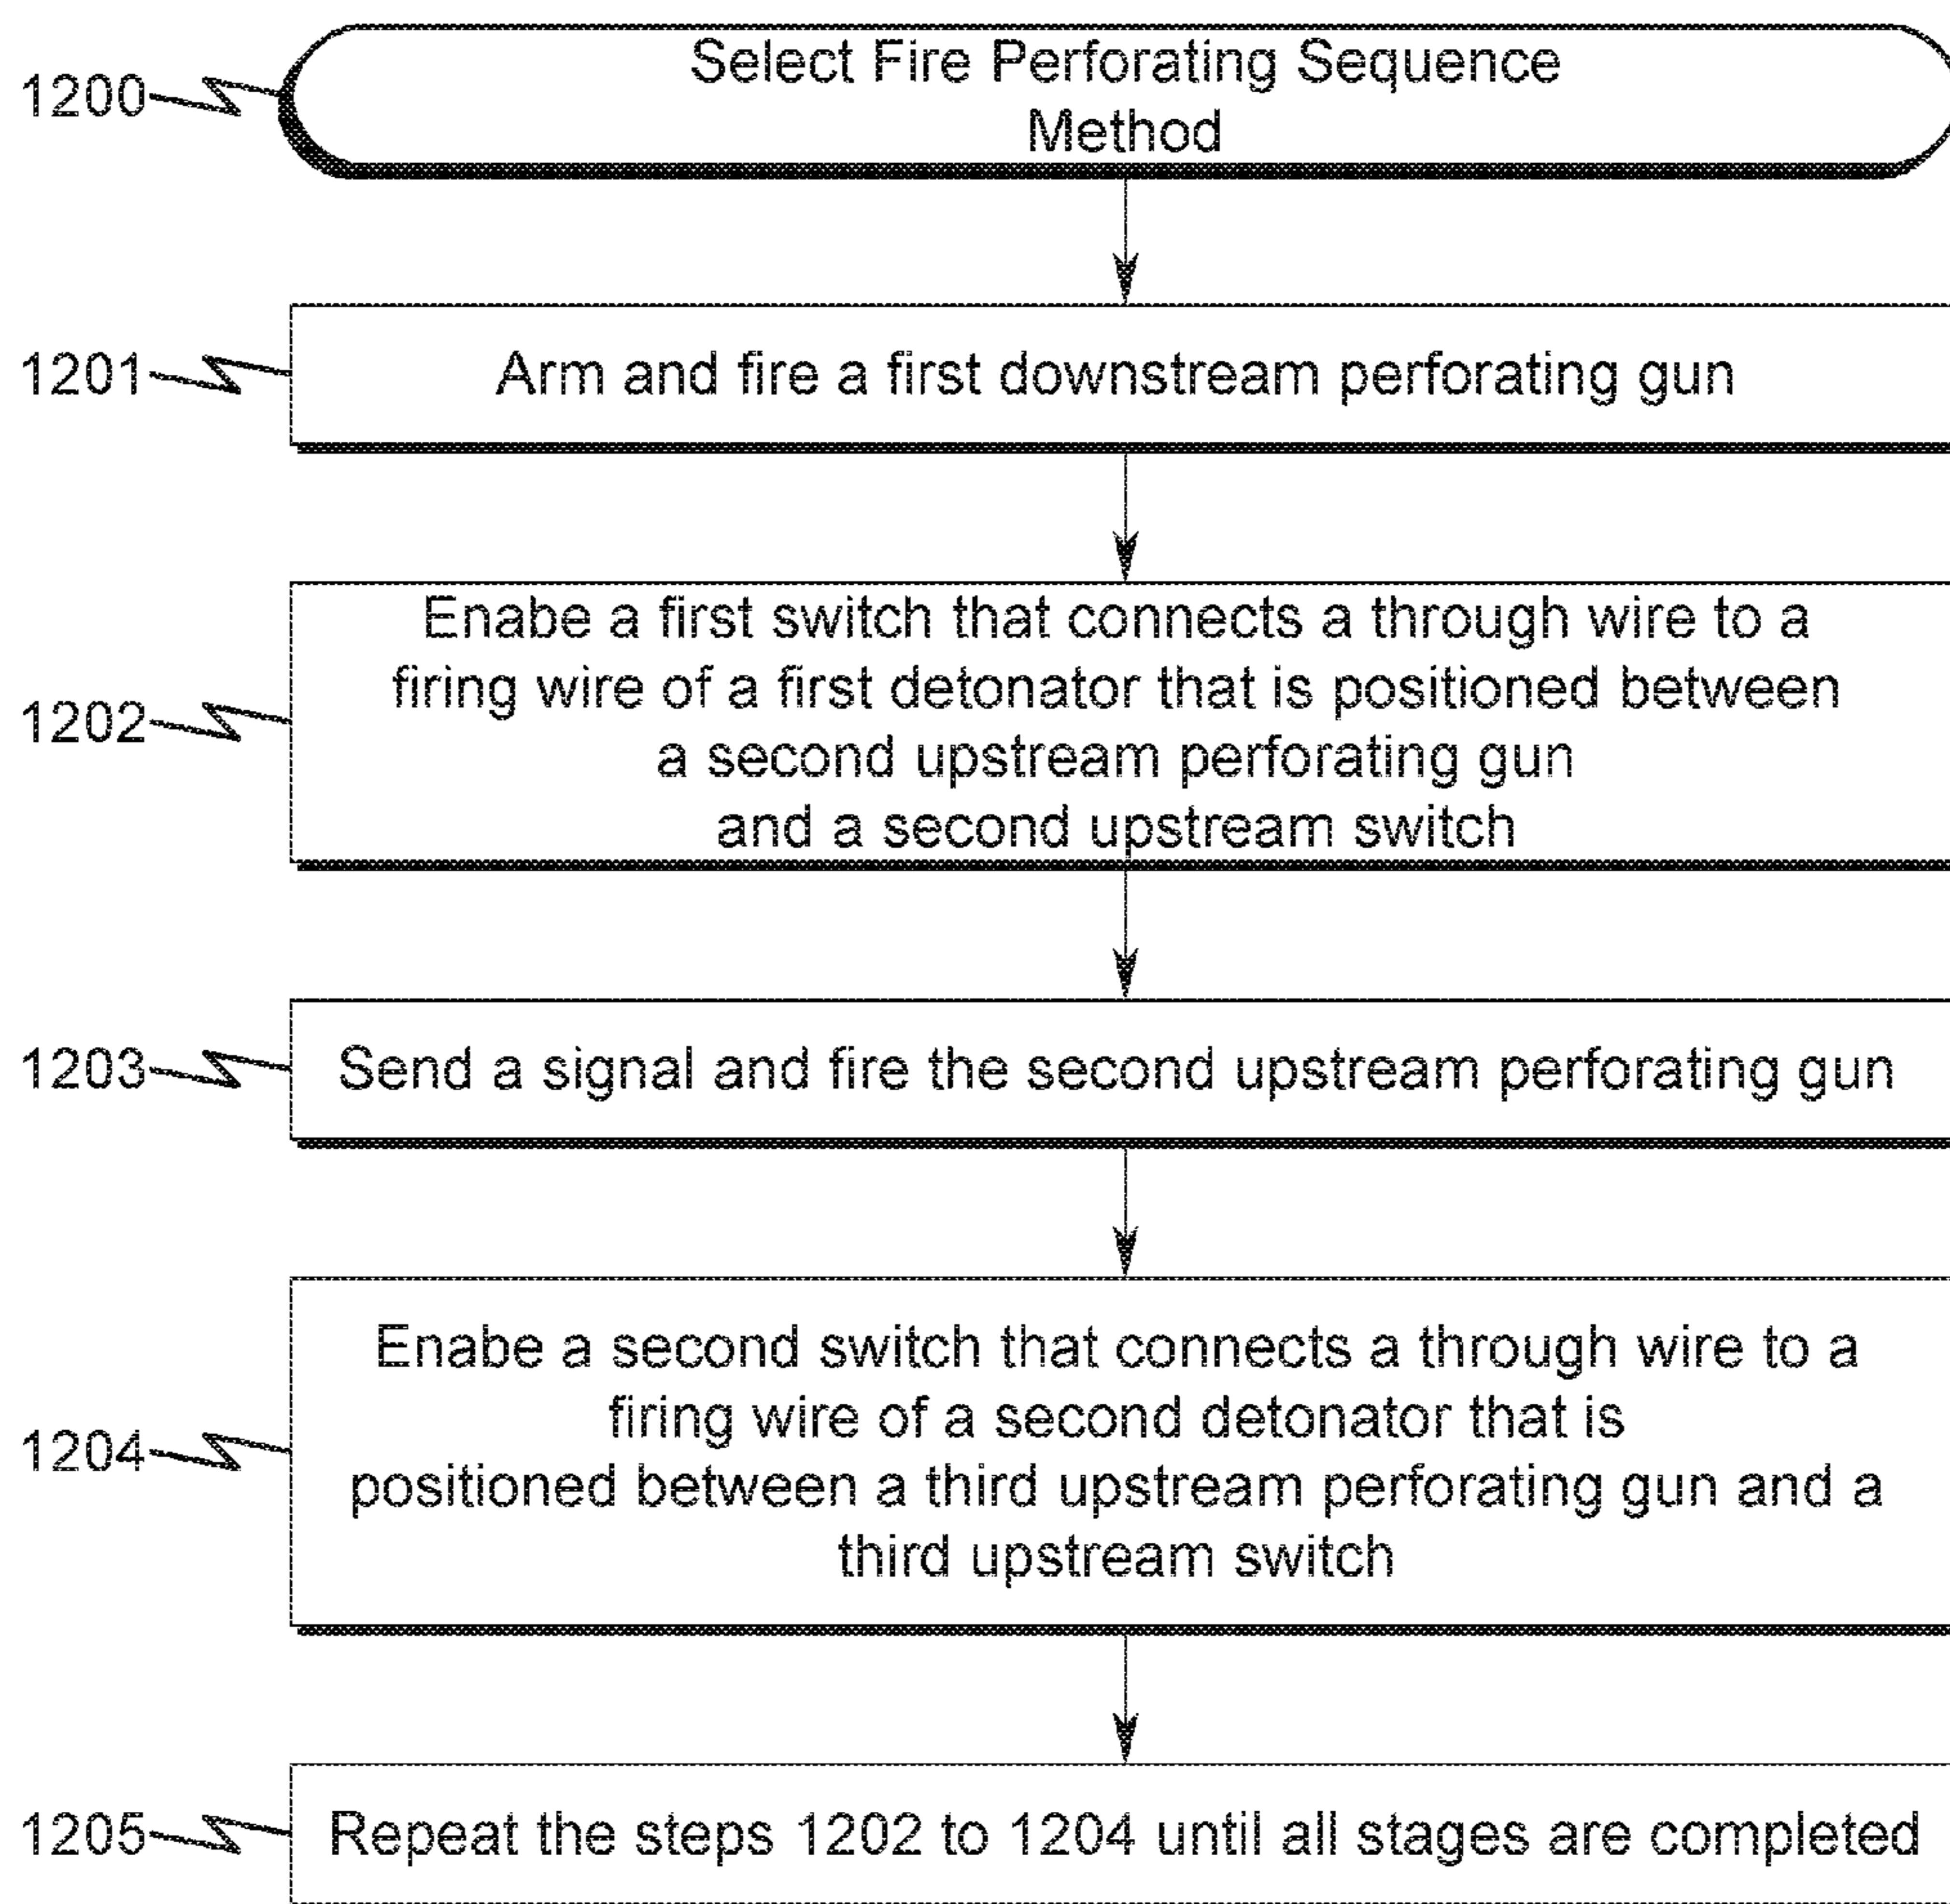 1200
Select Fire Perforating Sequence
Method
1201
Arm and fire a first downstream perforating gun
1202
Enabe a first switch that connects a through wire to a
firing wire of a first detonator that is positioned between
a second upstream perforating gun
and a second upstream switch
1203
Send a signal and fire the second upstream perforating gun
1204
Enabe a second switch that connects a through wire to a
firing wire of a second detonator that is
positioned between a third upstream perforating gun and a
third upstream switch
1205
Repeat the steps 1202 to 1204 until all stages are completed